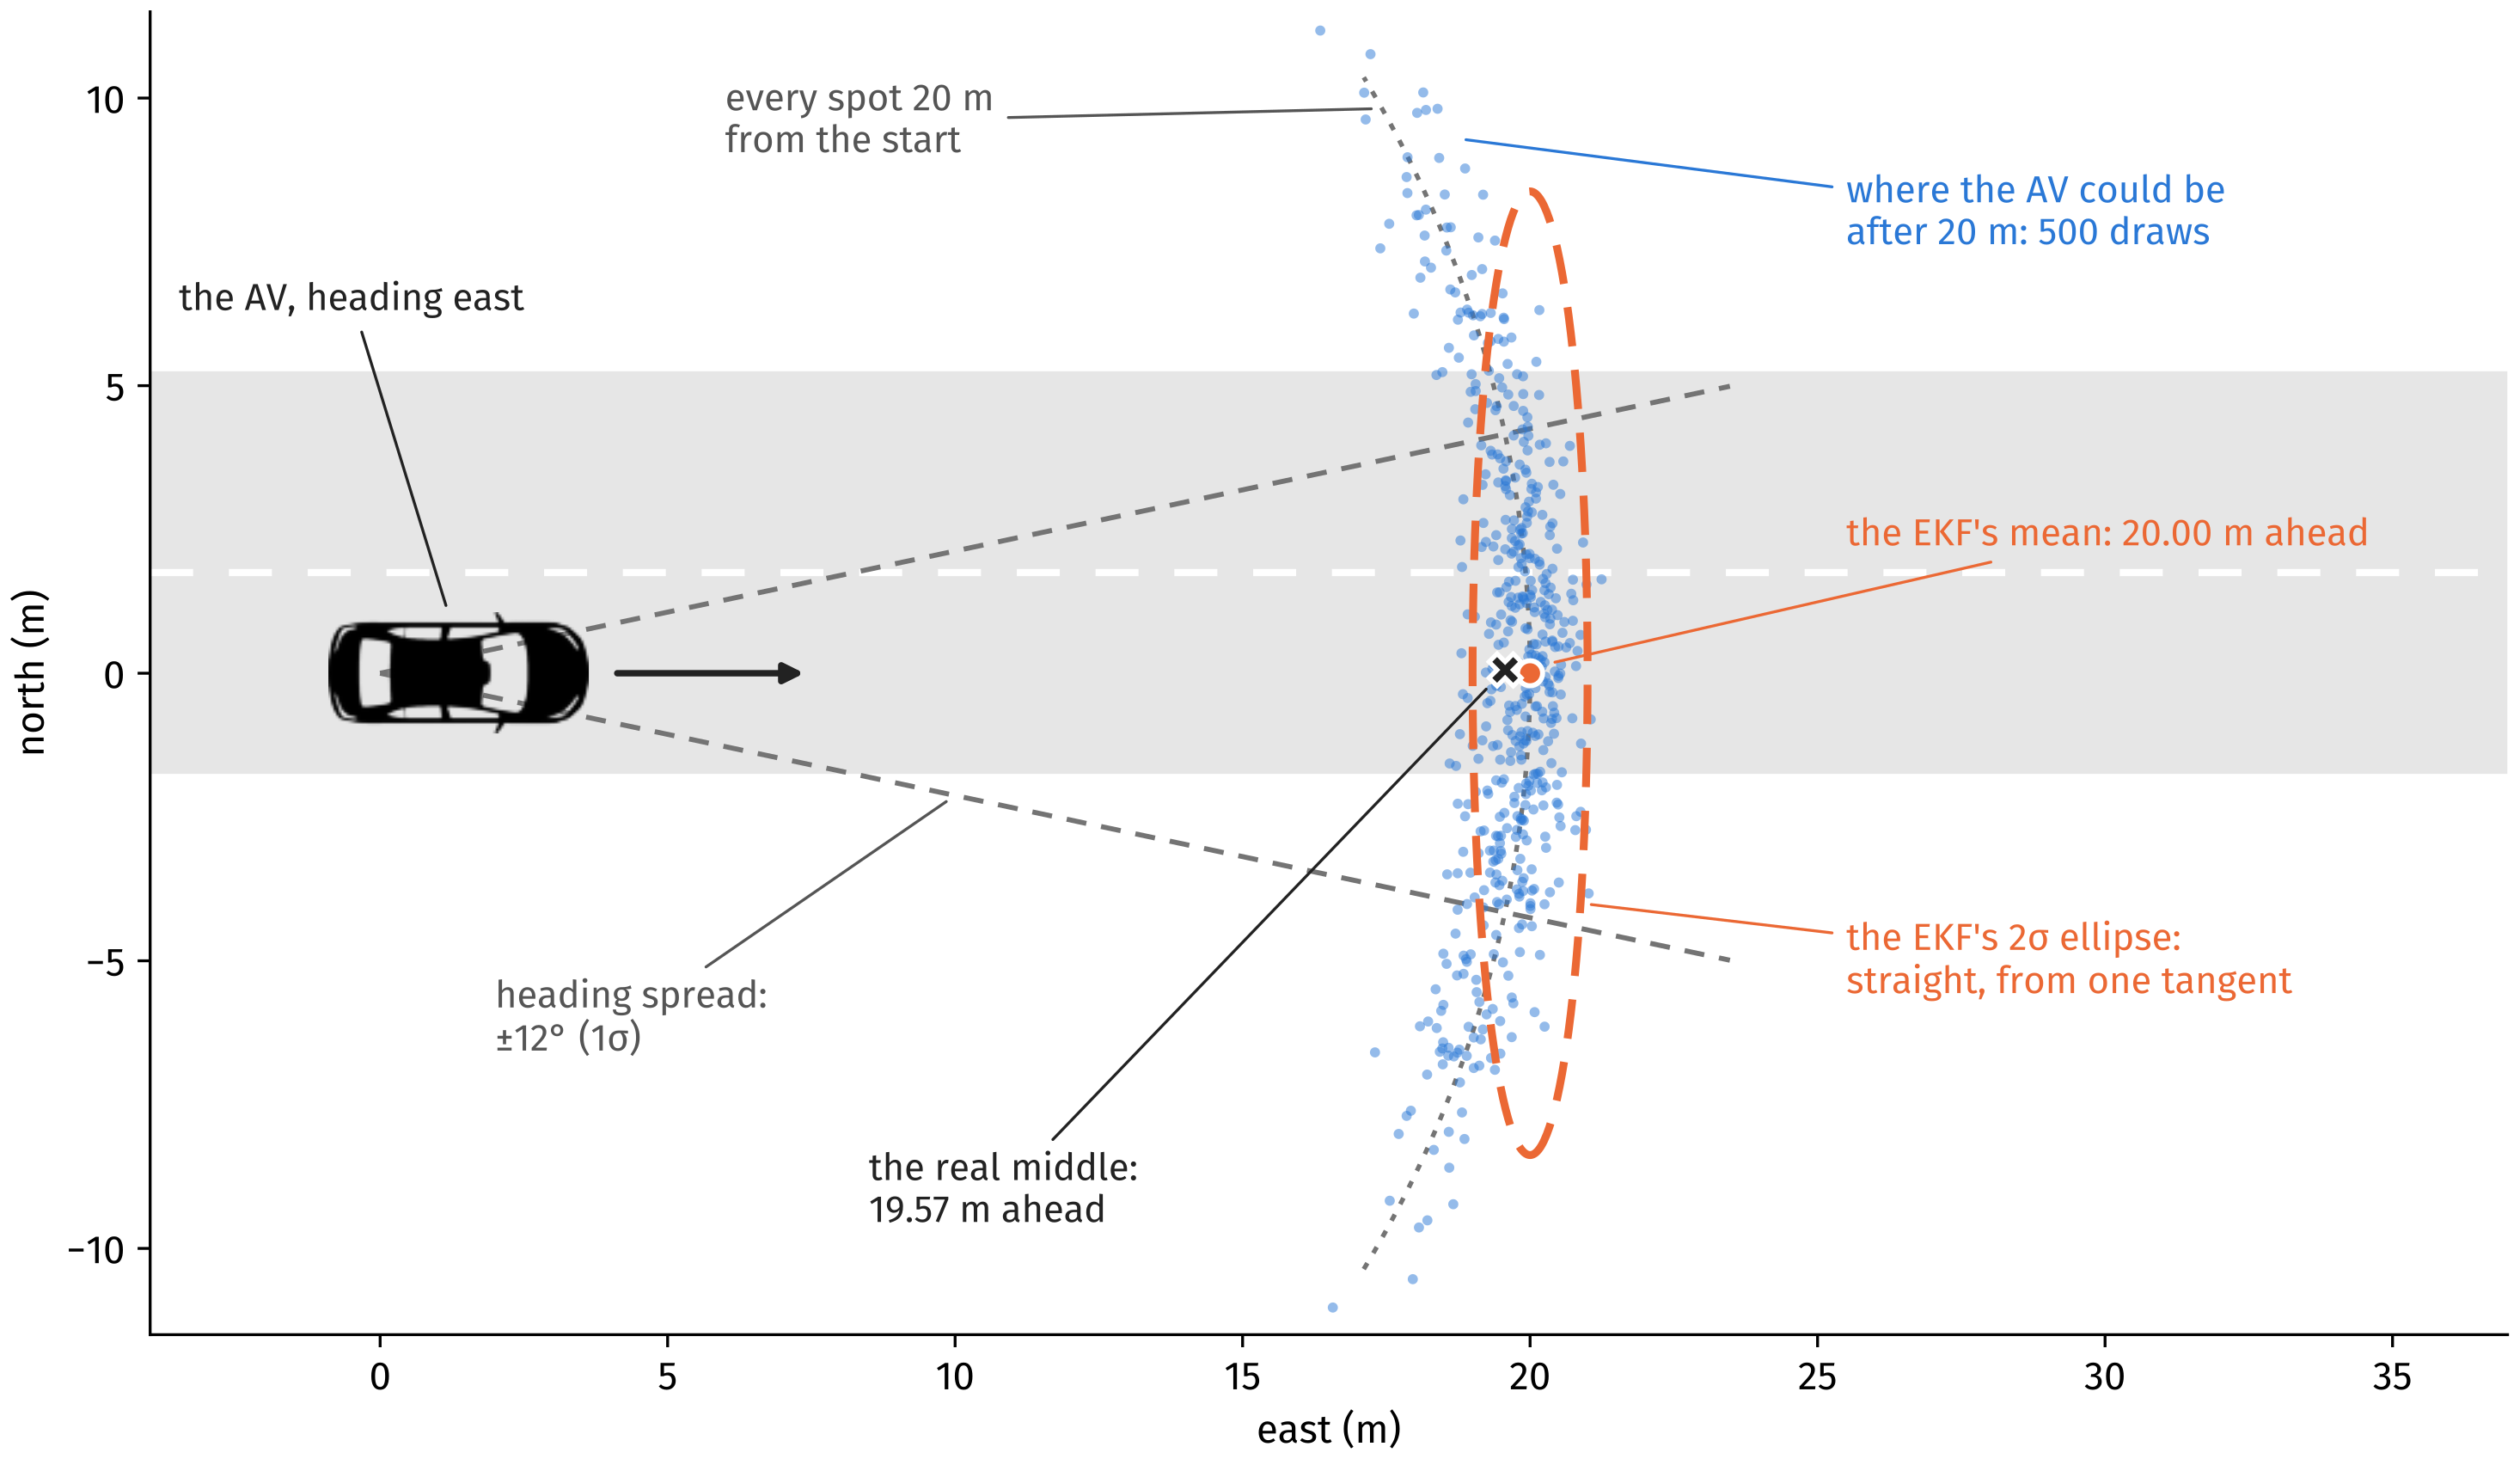 every spot 20 m
from the start
where the AV could be
after 20 m: 500 draws
the AV, heading east
the EKF's mean: 20.00 m ahead
the EKF's 2σ ellipse:
straight, from one tangent
heading spread:
±12° (1σ)
the real middle:
19.57 m ahead
10
5
0
−5
−10
north (m)
0
5
10
15
20
25
30
35
east (m)